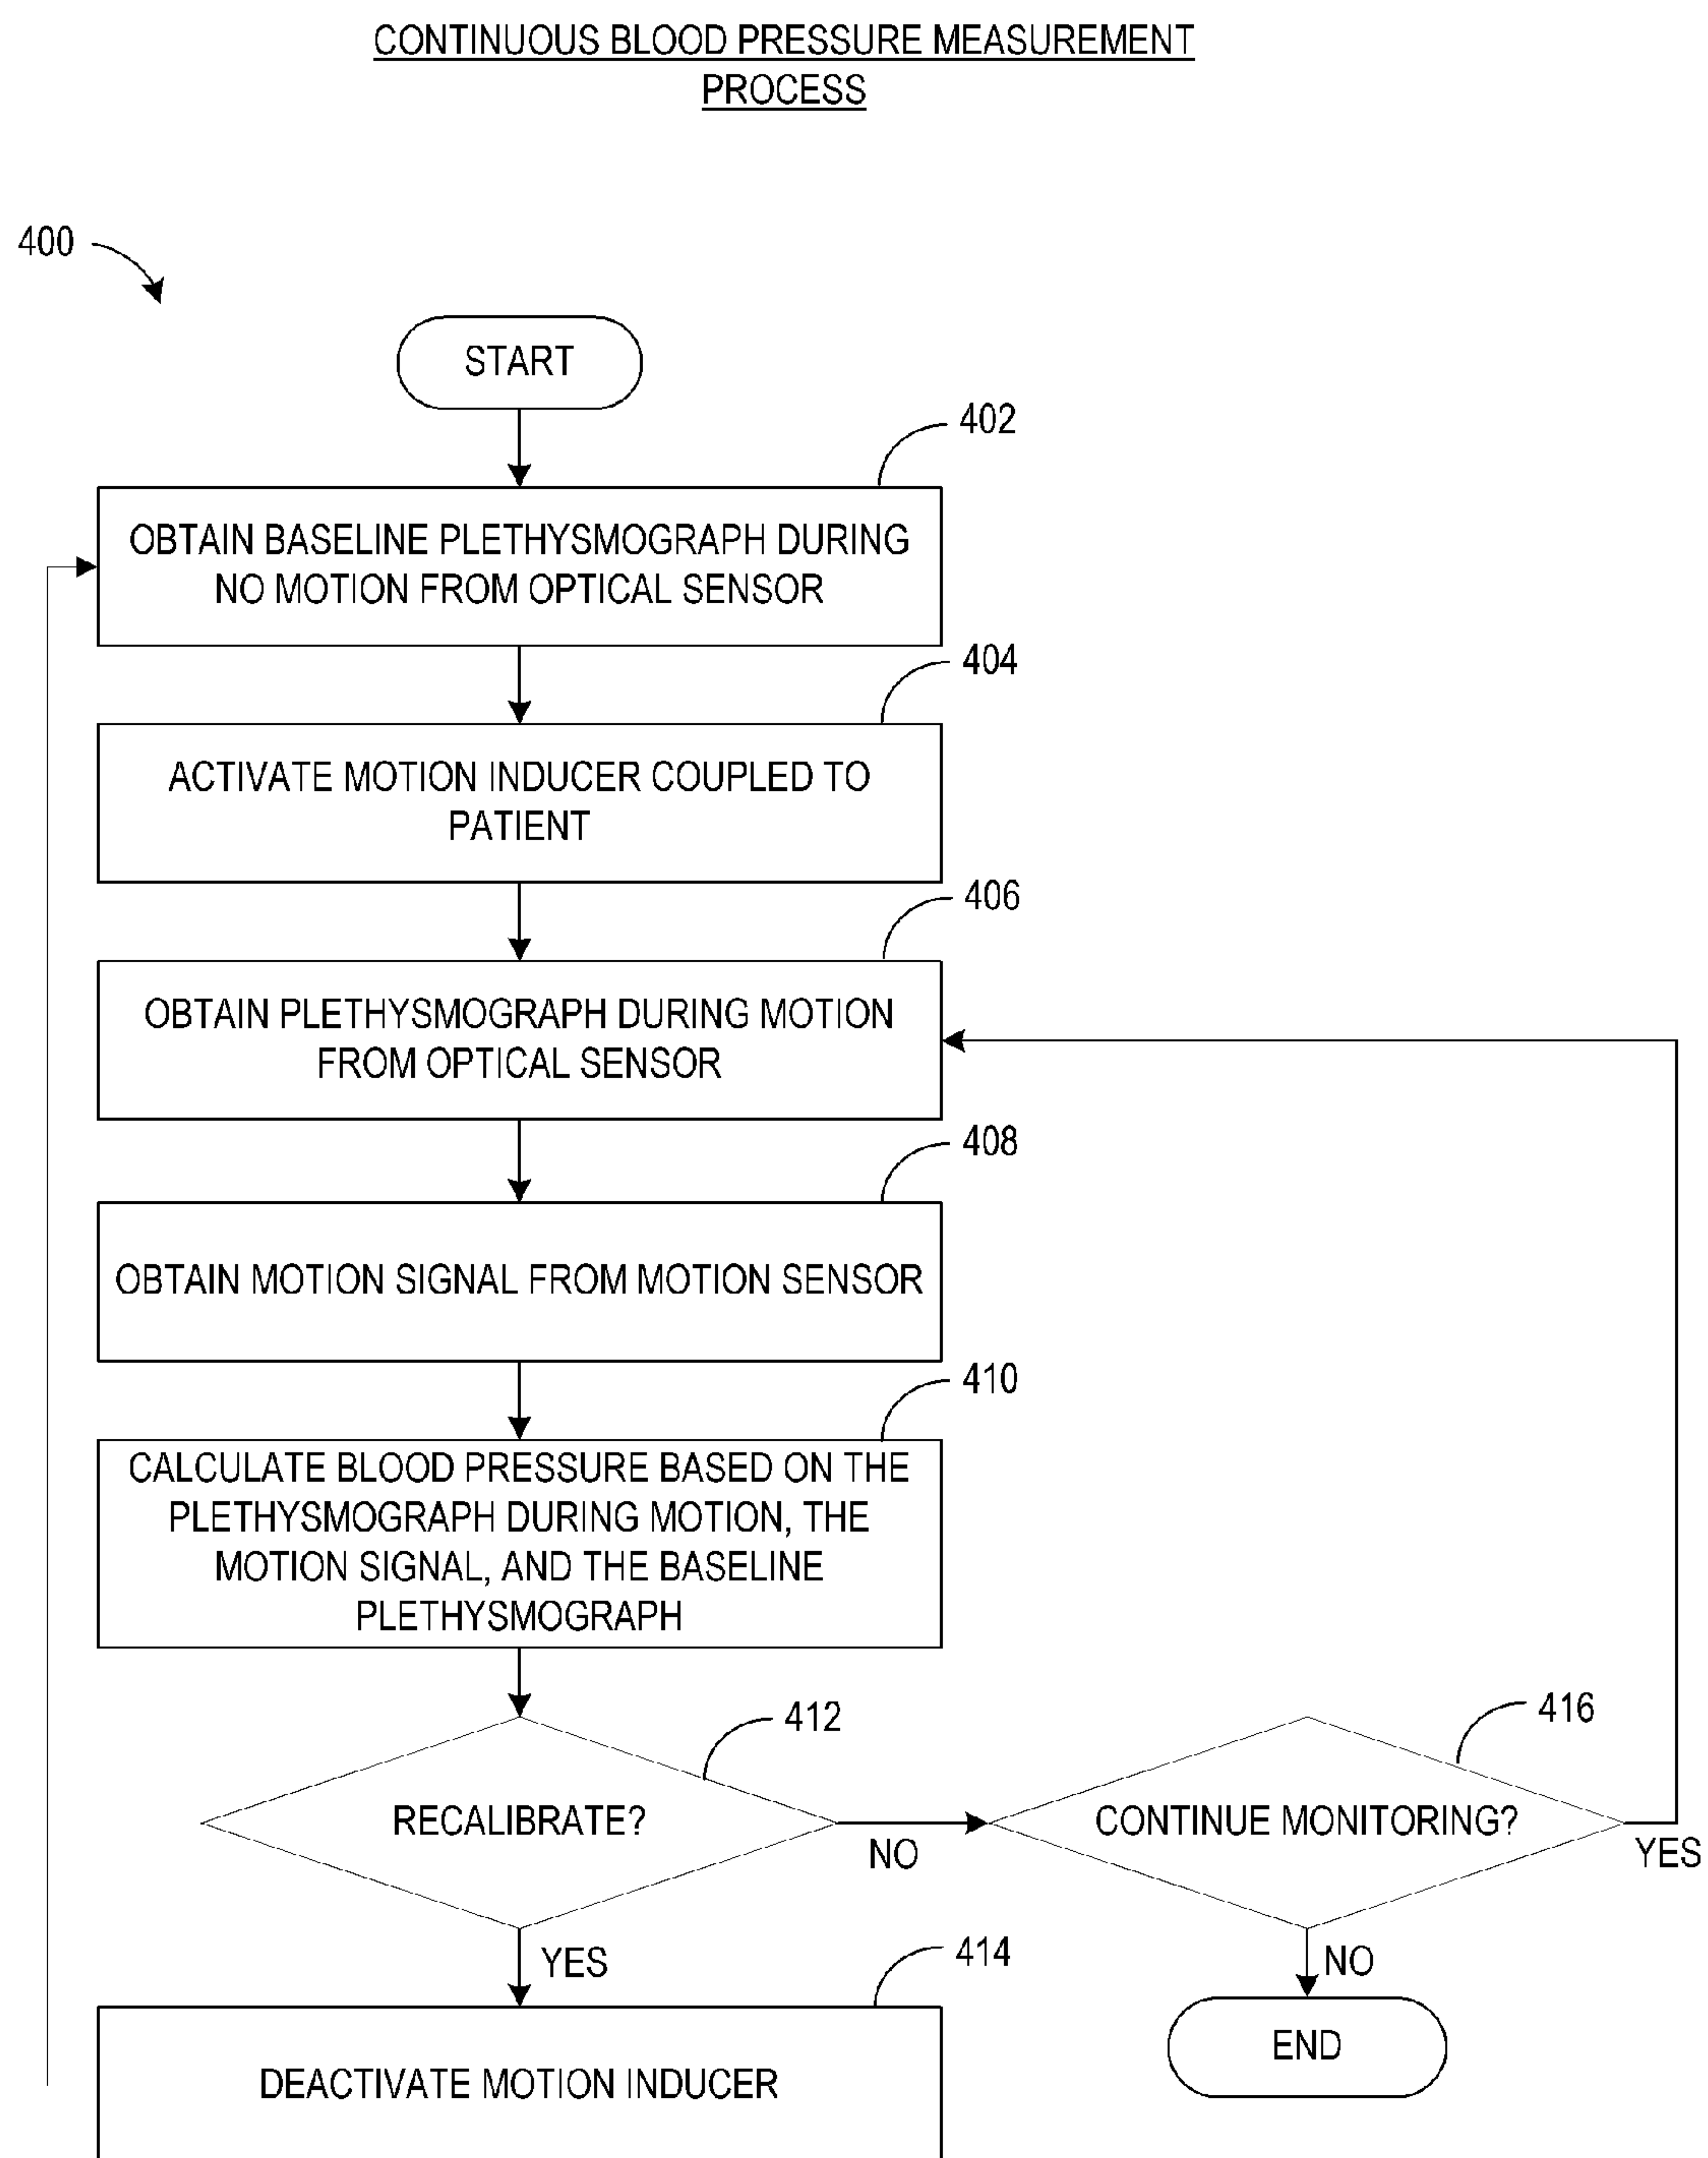 CONTINUOUS BLOOD PRESSURE MEASUREMENT
PROCESS
400
START
402
OBTAIN BASELINE PLETHYSMOGRAPH DURING
NO MOTION FROM OPTICAL SENSOR
404
ACTIVATE MOTION INDUCER COUPLED TO
PATIENT
406
OBTAIN PLETHYSMOGRAPH DURING MOTION
FROM OPTICAL SENSOR
408
OBTAIN MOTION SIGNAL FROM MOTION SENSOR
410
CALCULATE BLOOD PRESSURE BASED ON THE
PLETHYSMOGRAPH DURING MOTION, THE
MOTION SIGNAL, AND THE BASELINE
PLETHYSMOGRAPH
412
RECALIBRATE?
NO
416
CONTINUE MONITORING?
YES
YES
414
NO
DEACTIVATE MOTION INDUCER
END